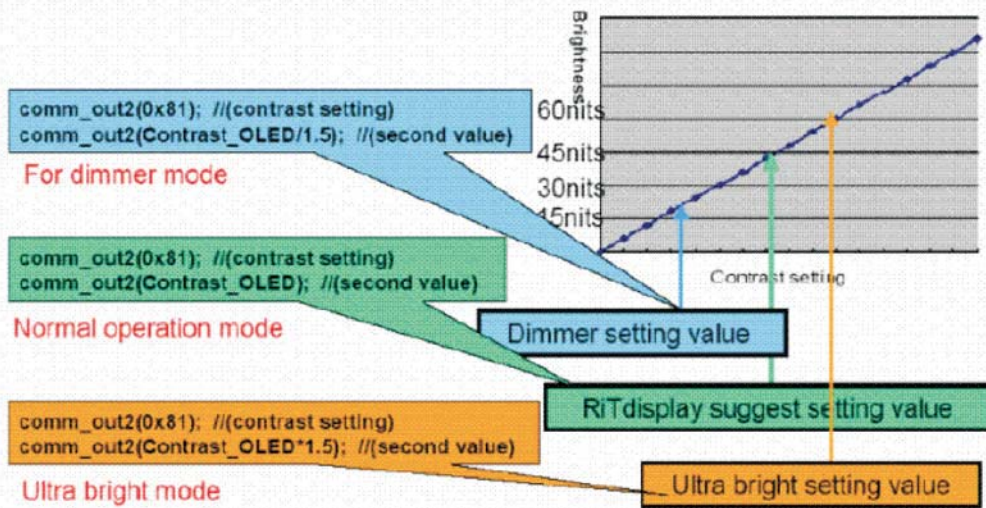 Brightness
60nits
45nits
30nits
15nits
Contrast setting
comm_out2(0x81); //(contrast setting)
comm_out2(Contrast_OLED/1.5); //(second value)
For dimmer mode
comm_out2(0x81); //(contrast setting)
comm_out2(Contrast_OLED); //(second value)
Normal operation mode
Dimmer setting value
RiTdisplay suggest setting value
comm_out2(0x81); //(contrast setting)
comm_out2(Contrast_OLED*1.5); //(second value)
Ultra bright mode
Ultra bright setting value